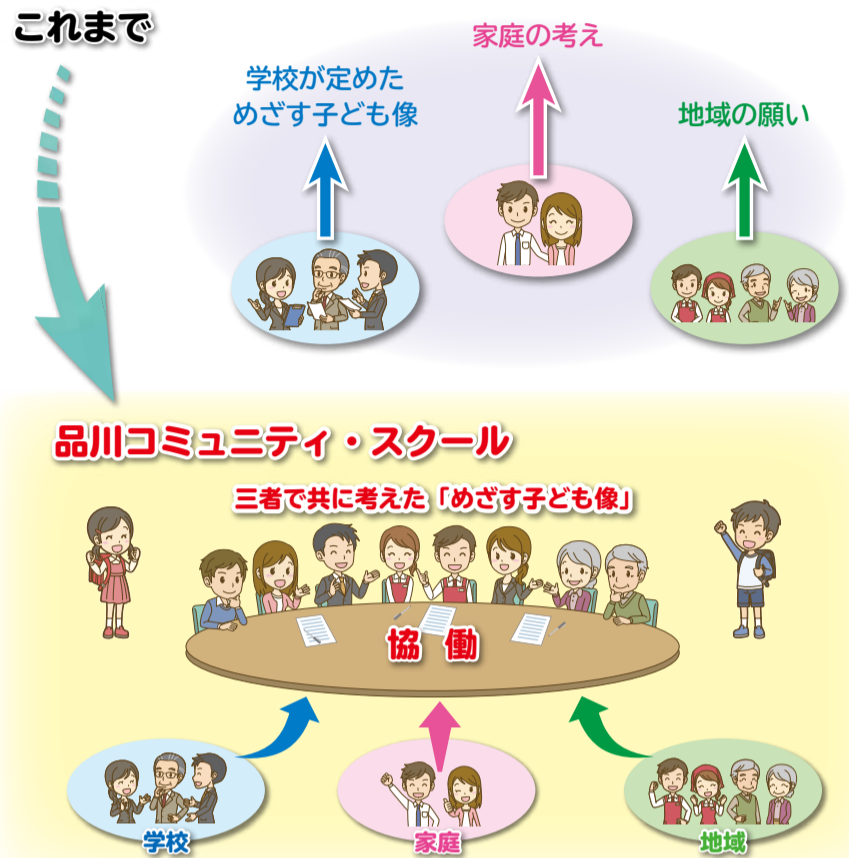 これまで
家庭の考え
学校が定めた
めざす子ども像
地域の願い
品川コミュニティ・スクール
三者で共に考えた「めざす子ども像」
協働
学校
家庭
地域